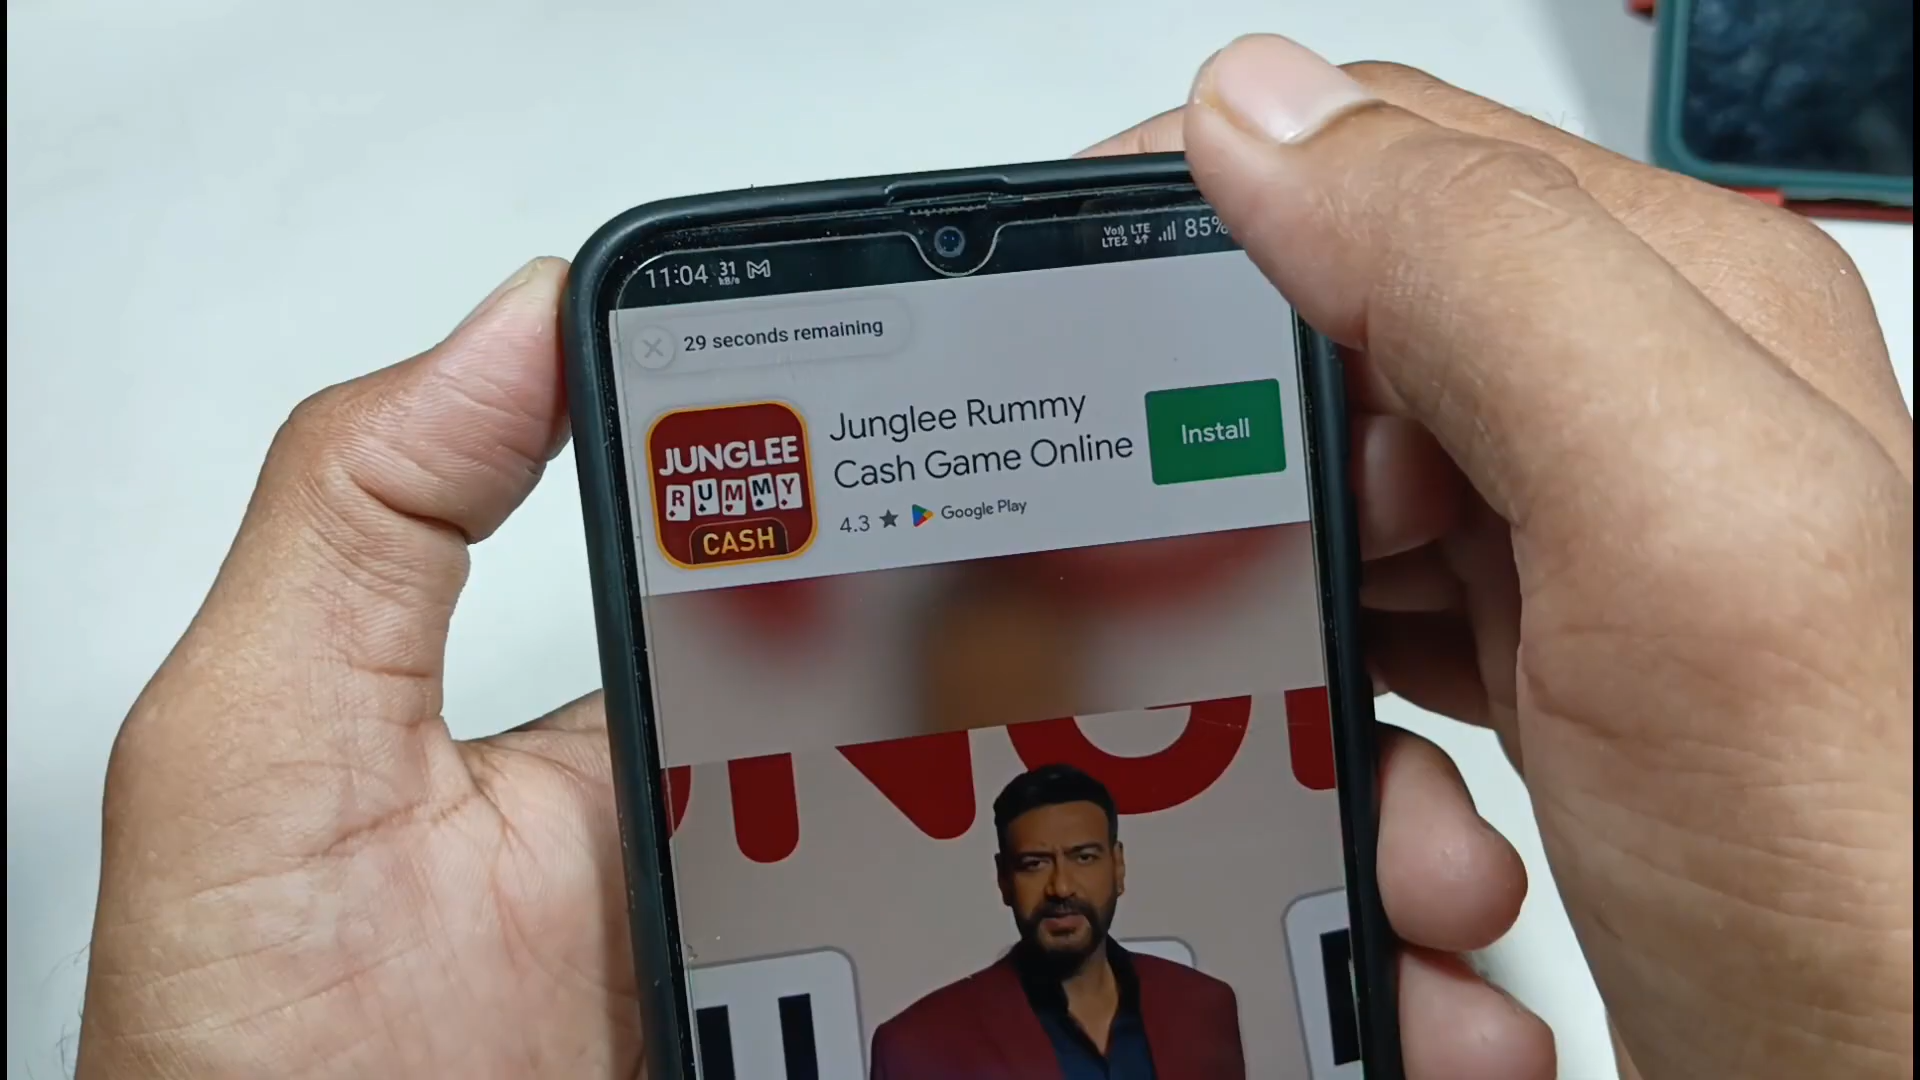 11:04 31 kB/s
Vo)) LTE LTE2 85%
29 seconds remaining
JUNGLEE
RUMMY
CASH
Junglee Rummy
Cash Game Online
Install
4.3 ★ Google Play